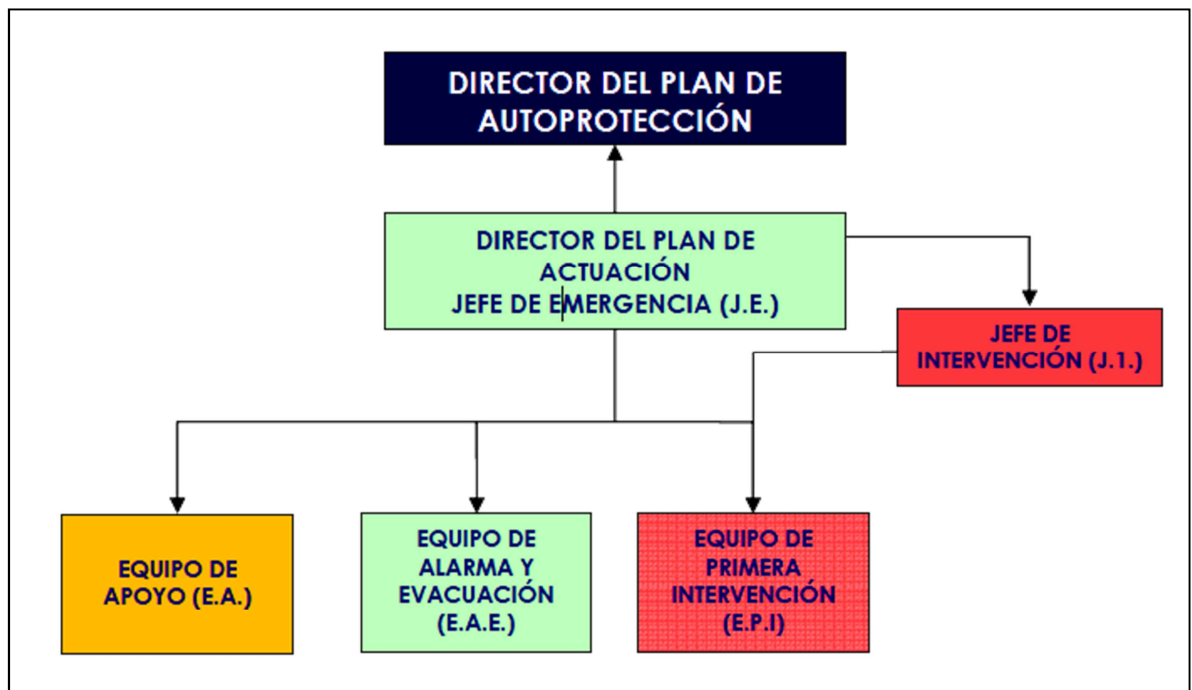 DIRECTOR DEL PLAN DE
AUTOPROTECCIÓN
DIRECTOR DEL PLAN DE
ACTUACIÓN
JEFE DE EMERGENCIA (J.E.)
JEFE DE
INTERVENCIÓN (J.1.)
EQUIPO DE
APOYO (E.A.)
EQUIPO DE
ALARMA Y
EVACUACIÓN
(E.A.E.)
EQUIPO DE
PRIMERA
INTERVENCIÓN
(E.P.I)